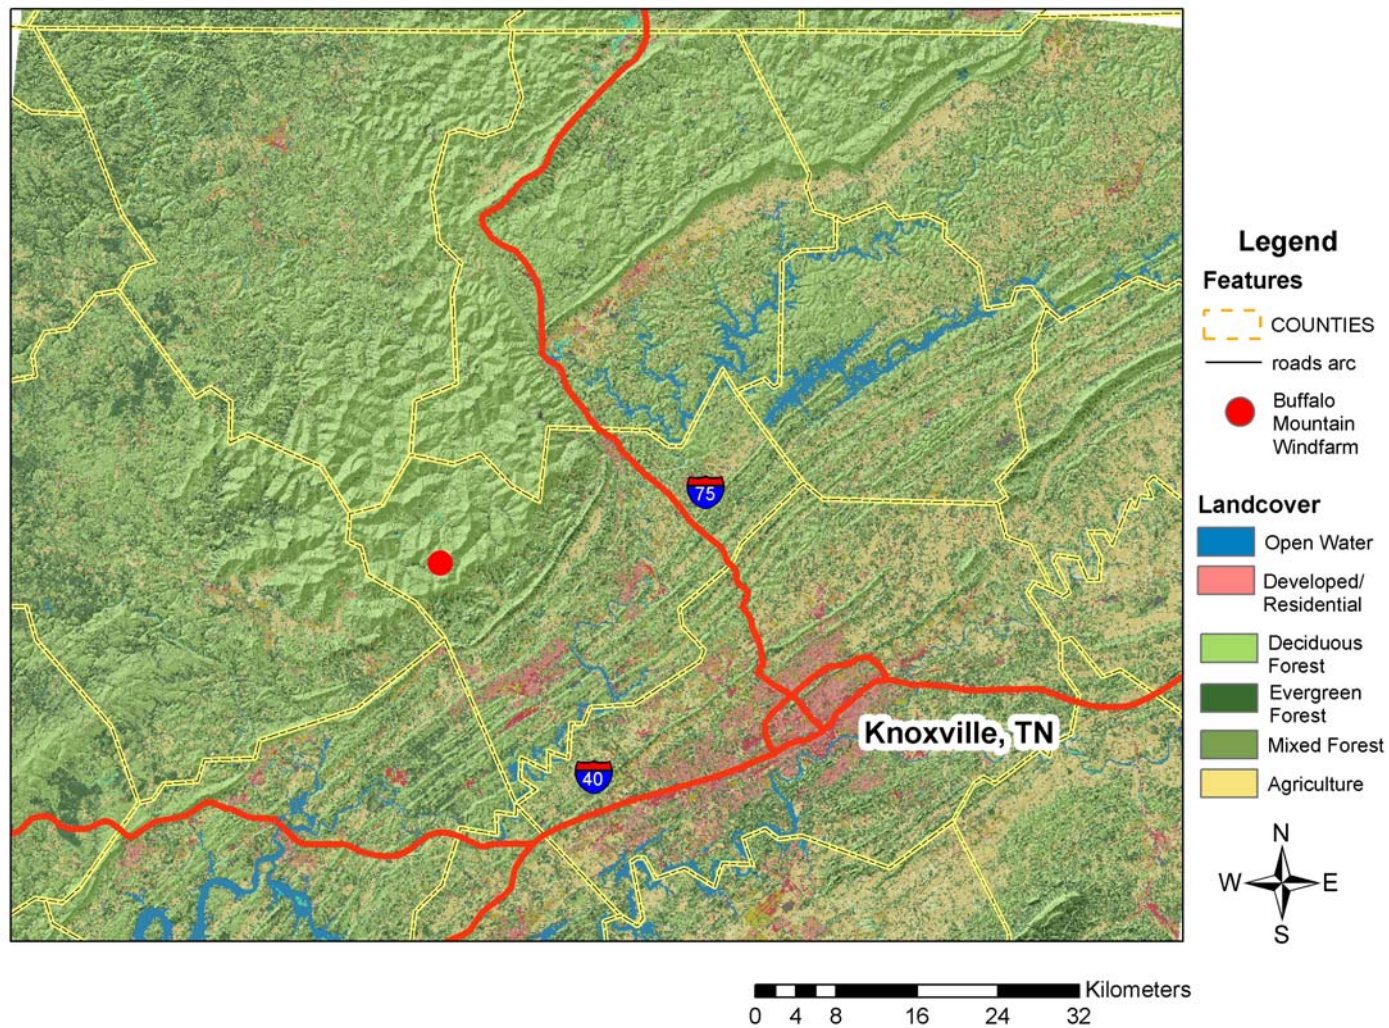 75
40
Knoxville, TN
Legend
Features
COUNTIES
roads arc
Buffalo
Mountain
Windfarm
Landcover
Open Water
Developed/
Residential
Deciduous
Forest
Evergreen
Forest
Mixed Forest
Agriculture
N
W E
S
Kilometers
0 4 8 16 24 32